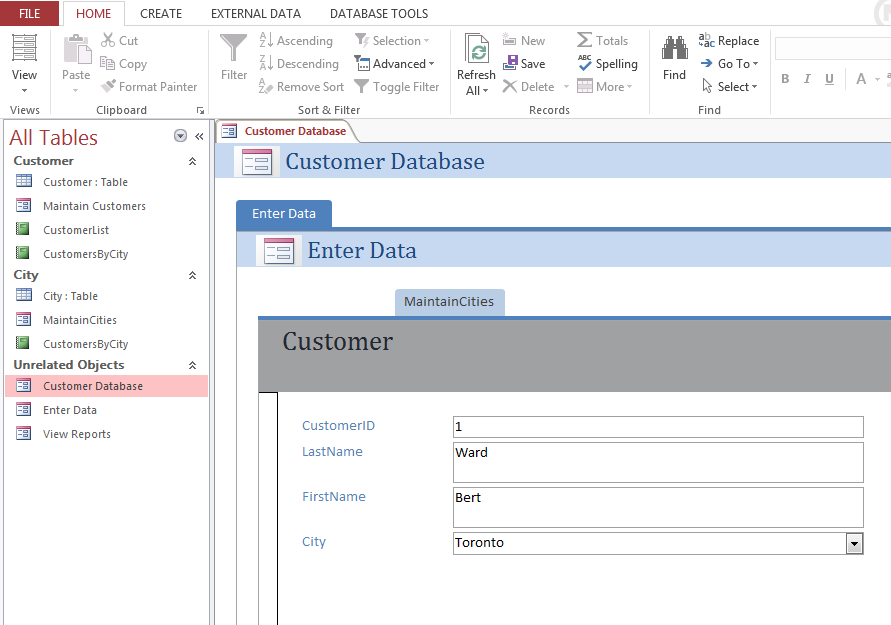 FILE HOME CREATE EXTERNAL DATA DATABASE TOOLS
View
Views
Paste
Cut
Copy
Format Painter
Clipboard
Filter
Ascending
Descending
Remove Sort
Selection
Advanced
Toggle Filter
Sort & Filter
Refresh
All
New
Save
Delete
Totals
Spelling
More
Records
Find
Replace
Go To
Select
Find
B I U A
All Tables
Customer
Customer : Table
Maintain Customers
CustomerList
CustomersByCity
City
City : Table
MaintainCities
CustomersByCity
Unrelated Objects
Customer Database
Enter Data
View Reports
Customer Database
Customer Database
Enter Data
Enter Data
MaintainCities
Customer
CustomerID 1
LastName Ward
FirstName Bert
City Toronto